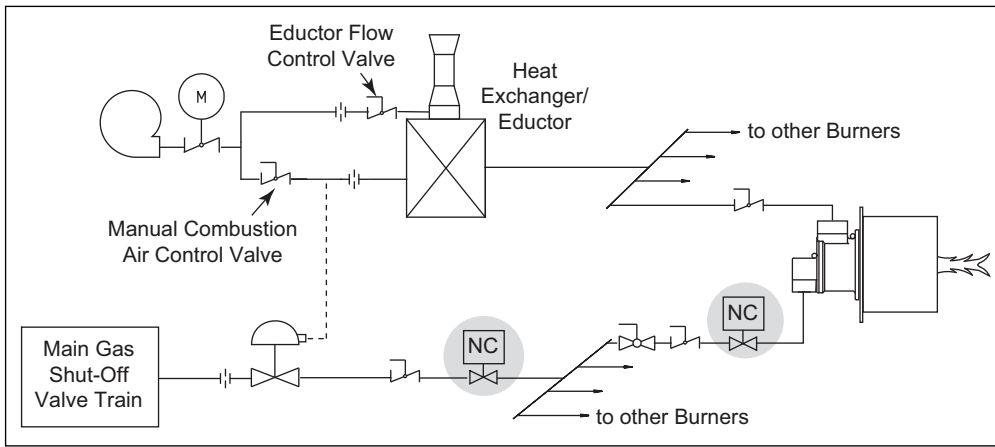 Eductor Flow
Control Valve
Heat
Exchanger/
Eductor
M
to other Burners
Manual Combustion
Air Control Valve
Main Gas
Shut-Off
Valve Train
NC
NC
to other Burners